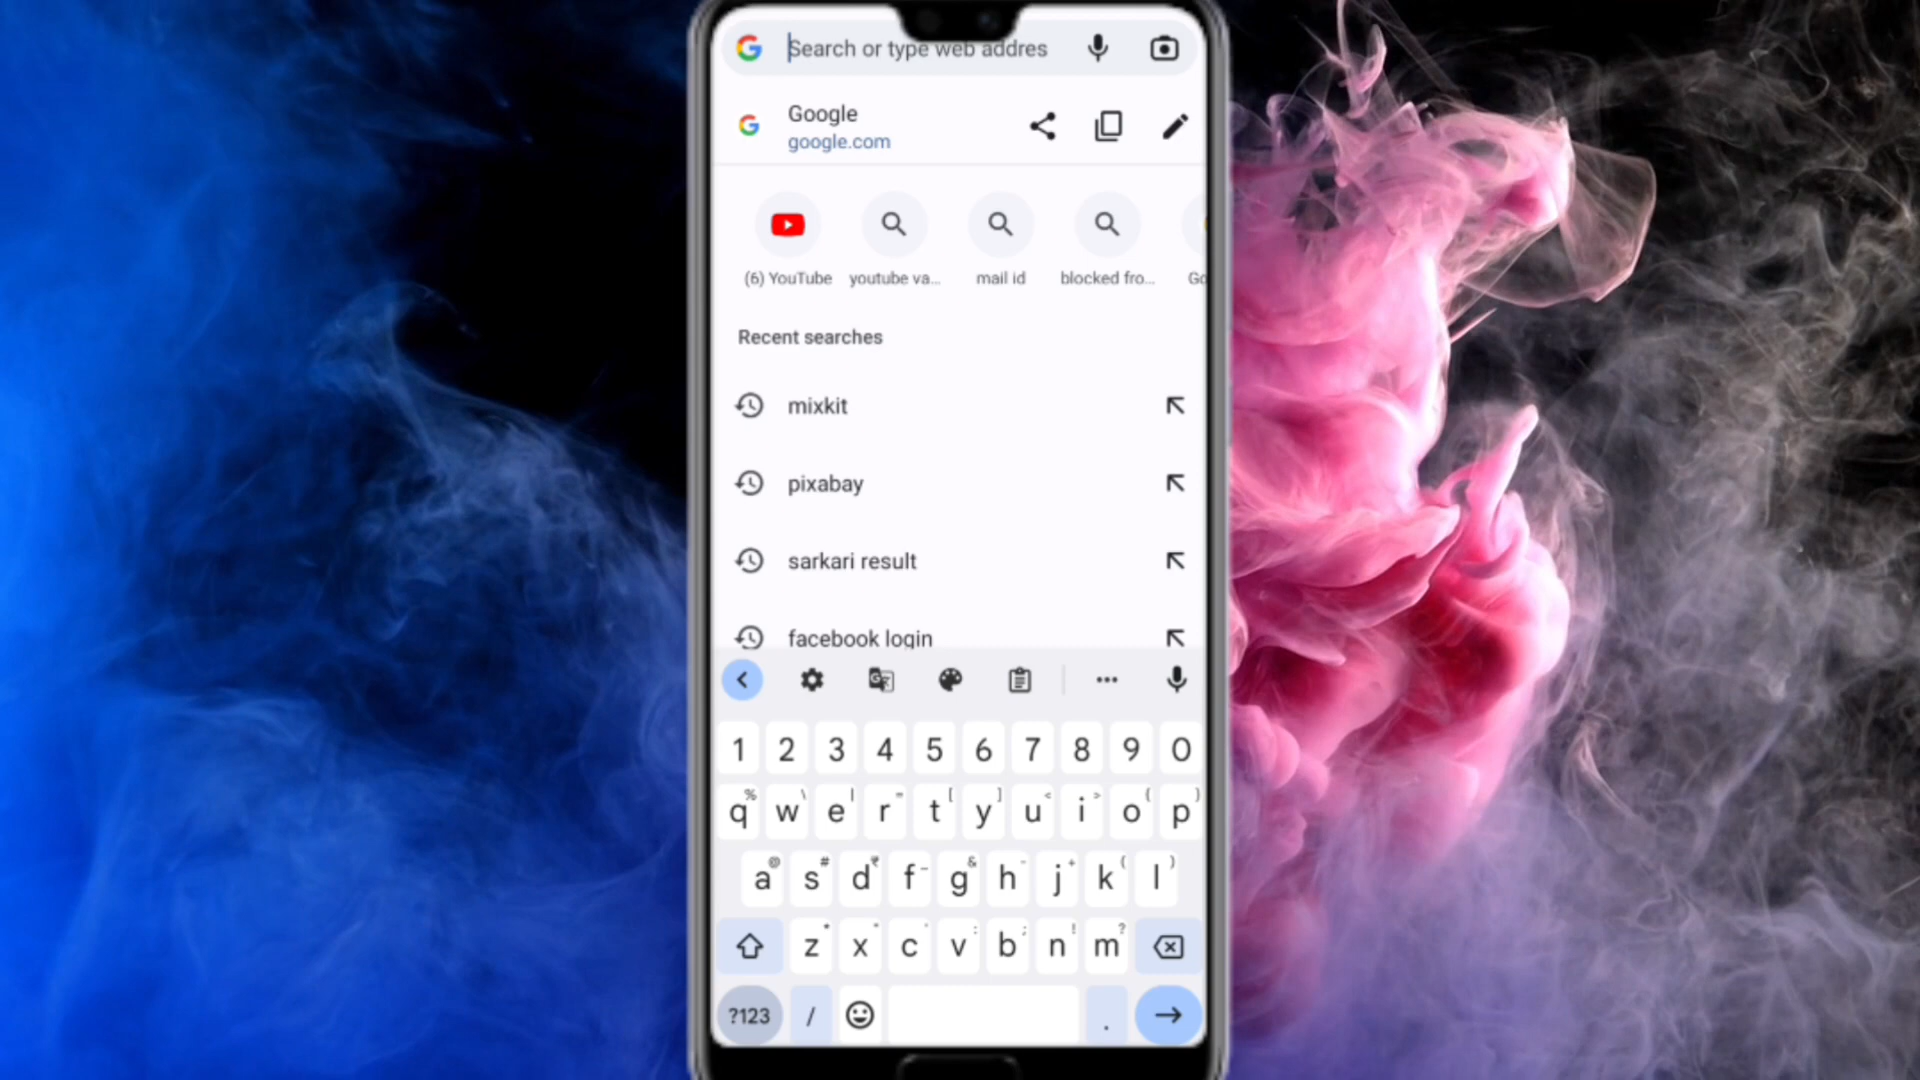 Search or type web addres
Google
google.com
(6) YouTube youtube va... mail id blocked fro... Go
Recent searches
mixkit
pixabay
sarkari result
facebook login
1 2 3 4 5 6 7 8 9 0
q w e r t y u i o p
a s d f g h j k l
z x c v b n m
?123 / .